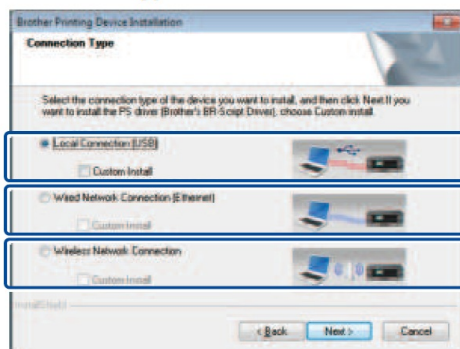 Brother Printing Device Installation
Connection Type
Select the connection type of the device you want to install, and then click Next If you
want to install the PS driver (Brother's BR-Script Driver), choose Custom install.
Local Connection (USB)
Custom Install
Wired Network Connection (Ethernet)
Custom Install
Wireless Network Connection
Custom Install
InstallShield
< Back
Next >
Cancel